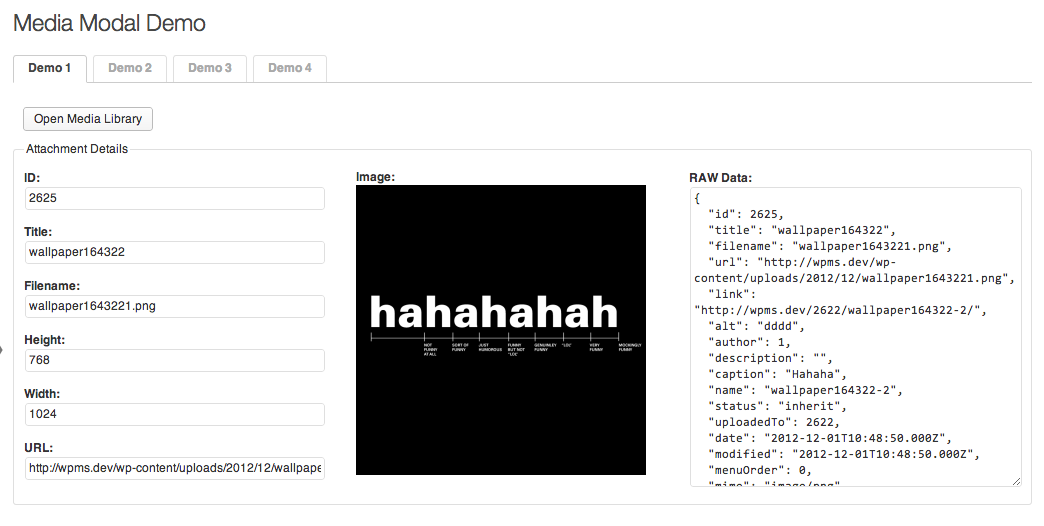 Media Modal Demo
Demo 1 Demo 2 Demo 3 Demo 4
Open Media Library
Attachment Details
ID:
2625
Title:
wallpaper164322
Filename:
wallpaper1643221.png
Height:
768
Width:
1024
URL:
http://wpms.dev/wp-content/uploads/2012/12/wallpape
Image:
hahahahah
NOT
FUNNY
AT ALL
SORT OF
FUNNY
JUST
HUMOROUS
FUNNY
BUT NOT
"LOL"
GENUINLEY
FUNNY
"LOL"
VERY
FUNNY
MOCKINGLY
FUNNY
RAW Data:
{
"id": 2625,
"title": "wallpaper164322",
"filename": "wallpaper1643221.png",
"url": "http://wpms.dev/wp-
content/uploads/2012/12/wallpaper1643221.png",
"link":
"http://wpms.dev/2622/wallpaper164322-2/",
"alt": "dddd",
"author": 1,
"description": "",
"caption": "Hahaha",
"name": "wallpaper164322-2",
"status": "inherit",
"uploadedTo": 2622,
"date": "2012-12-01T10:48:50.000Z",
"modified": "2012-12-01T10:48:50.000Z",
"menuOrder": 0,
"mime": "image/png"